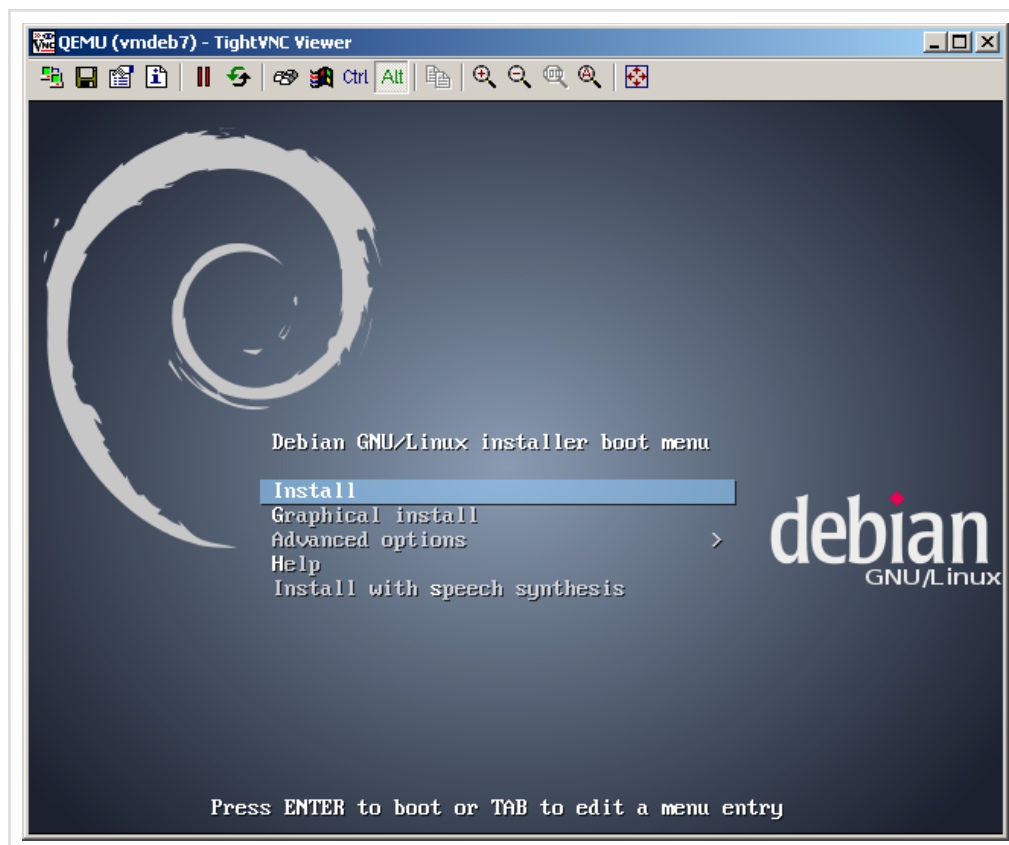 QEMU (vmdeb7) - TightVNC Viewer
Ctrl Alt
Debian GNU/Linux installer boot menu
Install
Graphical install
Advanced options >
Help
Install with speech synthesis
debian
GNU/Linux
Press ENTER to boot or TAB to edit a menu entry